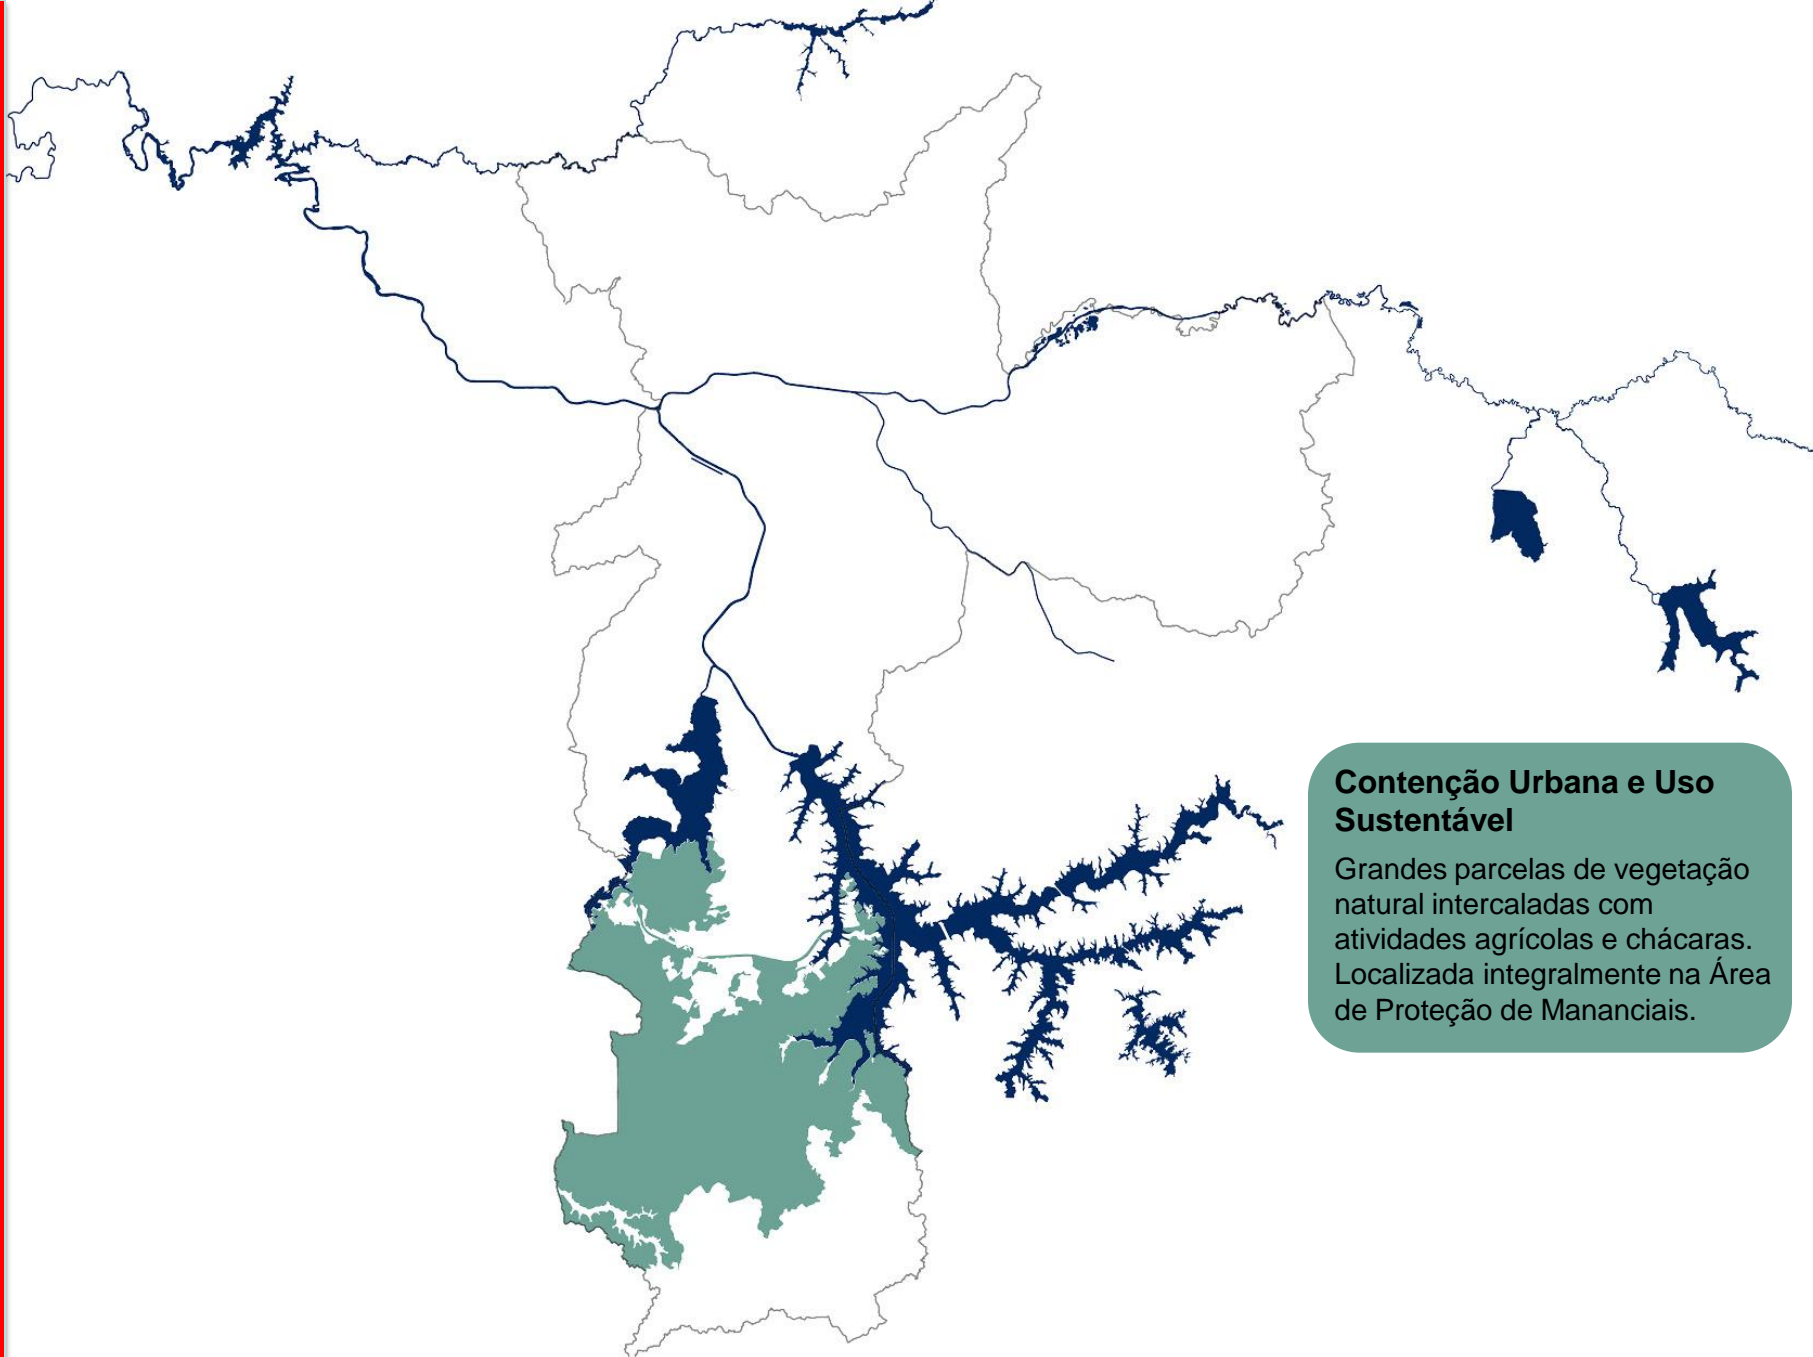 Contenção Urbana e Uso
Sustentável
Grandes parcelas de vegetação
natural intercaladas com
atividades agrícolas e chácaras.
Localizada integralmente na Área
de Proteção de Mananciais.